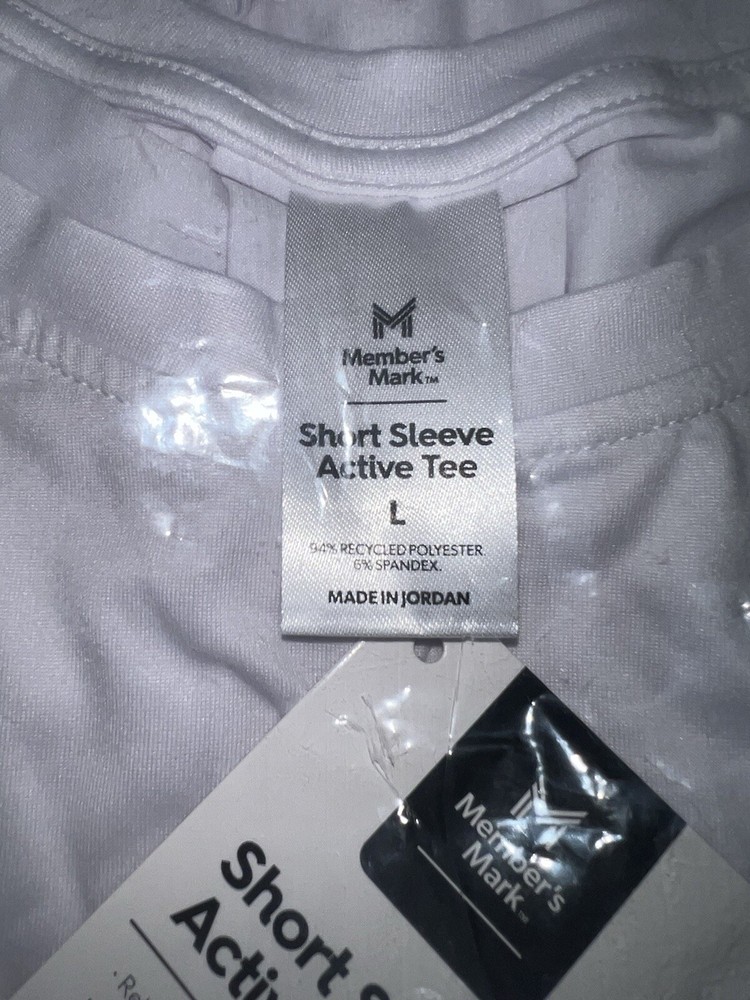 Member's
Mark™
Short Sleeve
Active Tee
L
94% RECYCLED POLYESTER
6% SPANDEX.
MADE IN JORDAN
Member's
Mark™
Short S
Activ